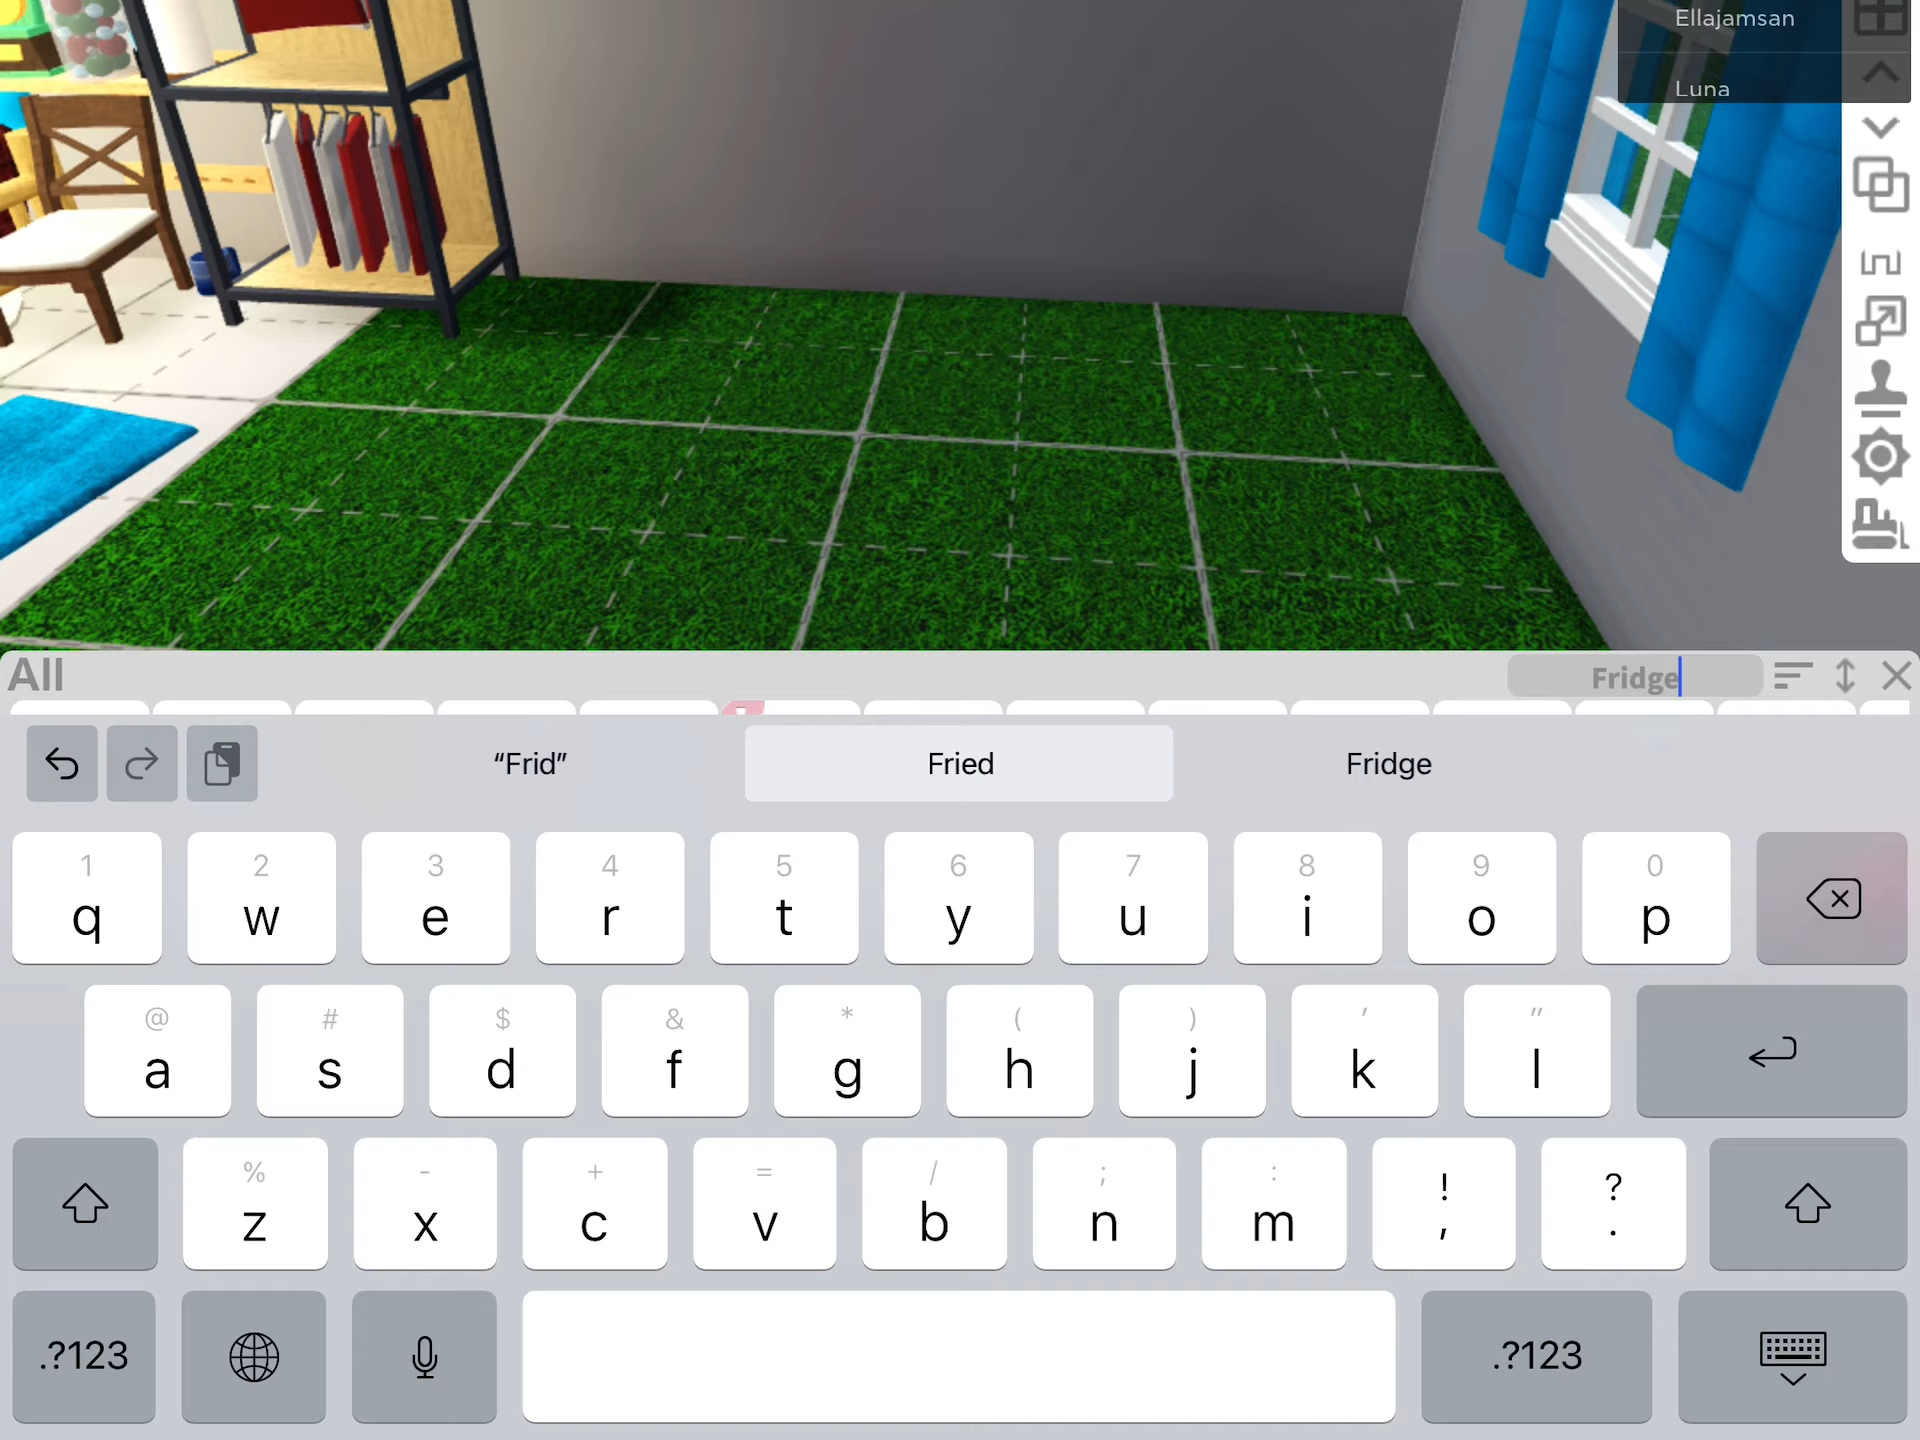 Ellajamsan
Luna
All
Fridge
“Frid”
Fried
Fridge
1 2 3 4 5 6 7 8 9 0
q w e r t y u i o p
@ # $ & * ( ) ' "
a s d f g h j k l
% - + = / ; : ! ?
z x c v b n m , .
.?123
.?123